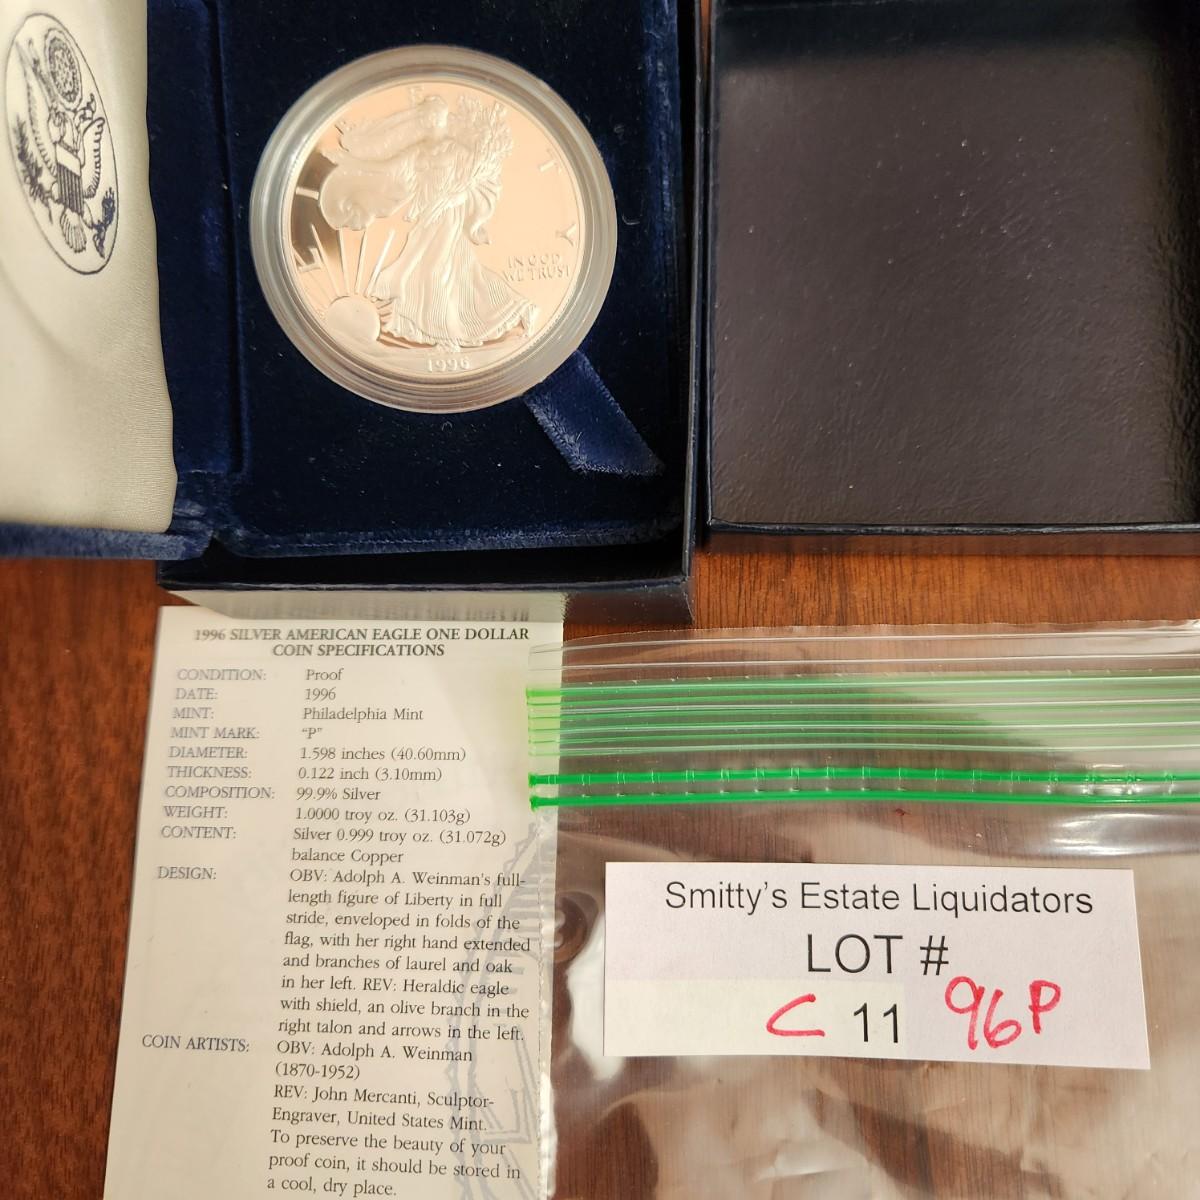 LIBERTY
IN GOD
WE TRUST
1996
1996 SILVER AMERICAN EAGLE ONE DOLLAR
COIN SPECIFICATIONS
CONDITION: Proof
DATE: 1996
MINT: Philadelphia Mint
MINT MARK: "P"
DIAMETER: 1.598 inches (40.60mm)
THICKNESS: 0.122 inch (3.10mm)
COMPOSITION: 99.9% Silver
WEIGHT: 1.0000 troy oz. (31.103g)
CONTENT: Silver 0.999 troy oz. (31.072g)
balance Copper
DESIGN: OBV: Adolph A. Weinman's full-
length figure of Liberty in full
stride, enveloped in folds of the
flag, with her right hand extended
and branches of laurel and oak
in her left. REV: Heraldic eagle
with shield, an olive branch in the
right talon and arrows in the left.
COIN ARTISTS: OBV: Adolph A. Weinman
(1870-1952)
REV: John Mercanti, Sculptor-
Engraver, United States Mint.
To preserve the beauty of your
proof coin, it should be stored in
a cool, dry place.
Smitty's Estate Liquidators
LOT #
C 11 96P